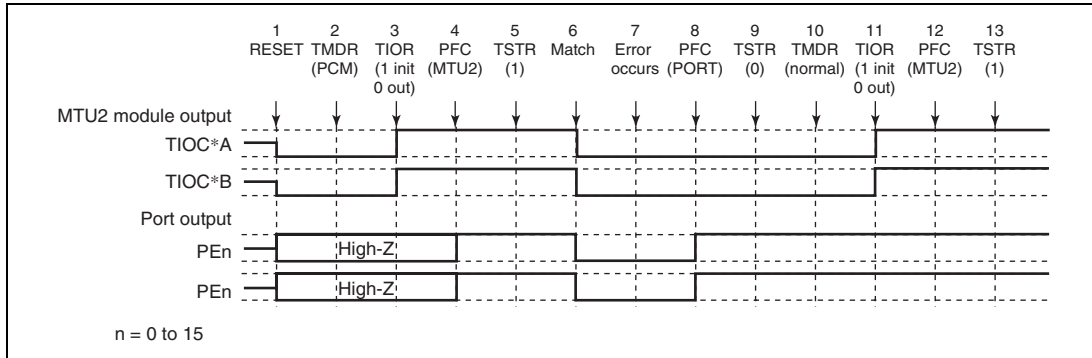 1 2 3 4 5 6 7 8 9 10 11 12 13
RESET TMDR TIOR PFC TSTR Match Error PFC TSTR TMDR TIOR PFC TSTR
(PCM) (1 init (MTU2) (1) occurs (PORT) (0) (normal) (1 init (MTU2) (1)
0 out) 0 out)
MTU2 module output
TIOC*A
TIOC*B
Port output
PEn High-Z
PEn High-Z
n = 0 to 15